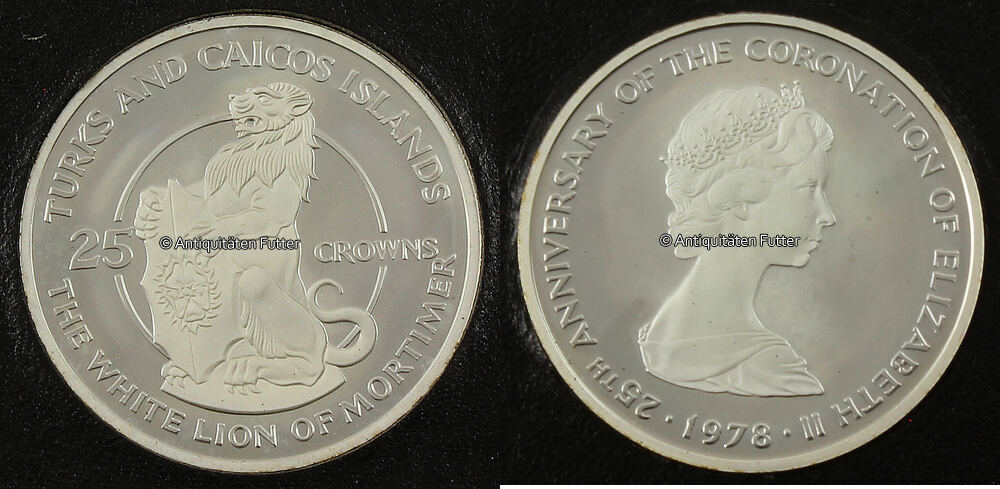 TURKS AND CAICOS ISLANDS
25 CROWNS
THE WHITE LION OF MORTIMER
© Antiquitäten Futter
25TH ANNIVERSARY OF THE CORONATION OF ELIZABETH II
· 1978 ·
© Antiquitäten Futter